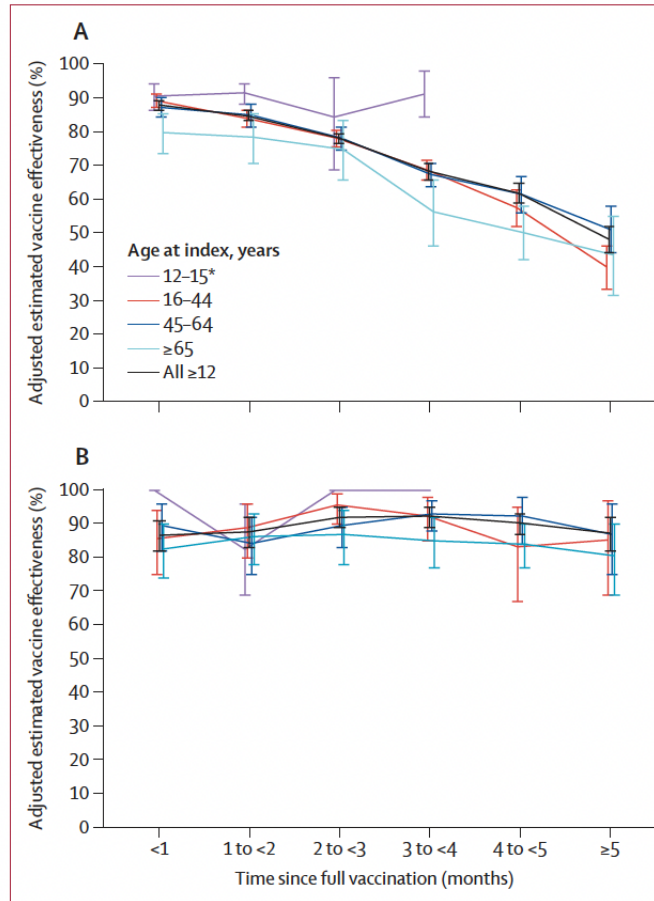 A
Adjusted estimated vaccine effectiveness (%)
100
90
80
70
60
50
40
30
20
10
0
Age at index, years
12–15*
16–44
45–64
≥65
All ≥12
B
Adjusted estimated vaccine effectiveness (%)
100
90
80
70
60
50
40
30
20
10
0
<1
1 to <2
2 to <3
3 to <4
4 to <5
≥5
Time since full vaccination (months)